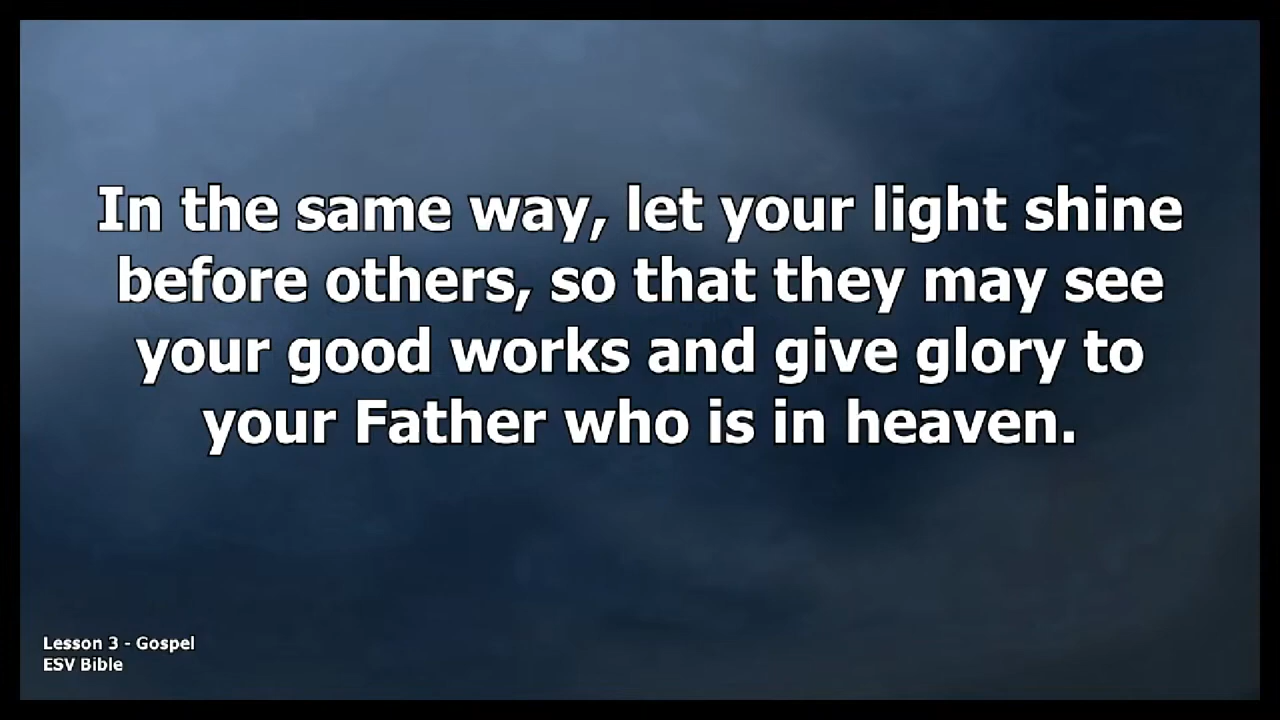 In the same way, let your light shine
before others, so that they may see
your good works and give glory to
your Father who is in heaven.
Lesson 3 - Gospel
ESV Bible